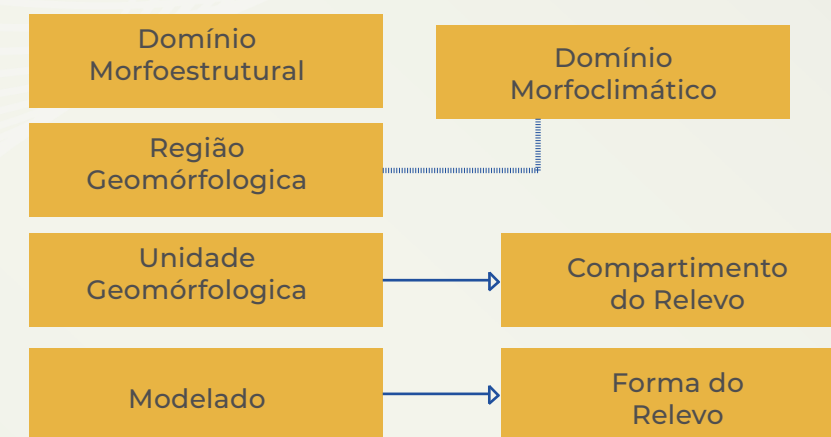 Domínio
Morfoestrutural
Domínio
Morfoclimático
Região
Geomórfologica
Unidade
Geomórfologica
Compartimento
do Relevo
Modelado
Forma do
Relevo